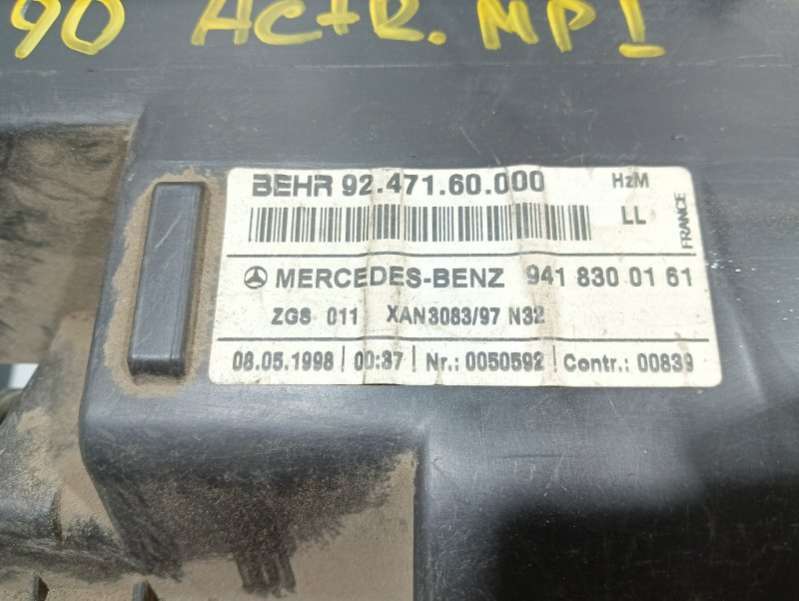 90 ACTR. MP1
BEHR 92.471.60.000 HzM
LL
FRANCE
MERCEDES-BENZ 941 830 01 61
ZGS 011 XAN3083/97 N32
08.05.1998 | 00:37 | Nr.: 0050592 | Contr.: 00839